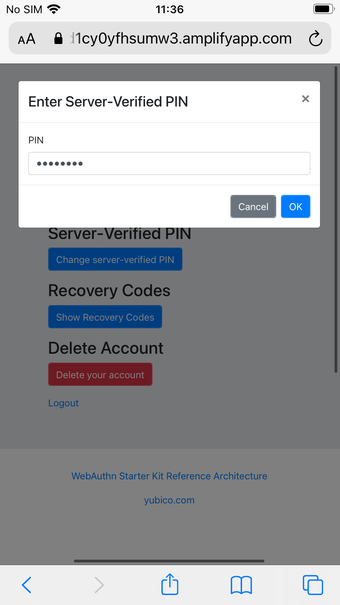 No SIM 11:36
AA 1cy0yfhsumw3.amplifyapp.com
Enter Server-Verified PIN ×
PIN
••••••••
Cancel OK
Server-Verified PIN
Change server-verified PIN
Recovery Codes
Show Recovery Codes
Delete Account
Delete your account
Logout
WebAuthn Starter Kit Reference Architecture
yubico.com